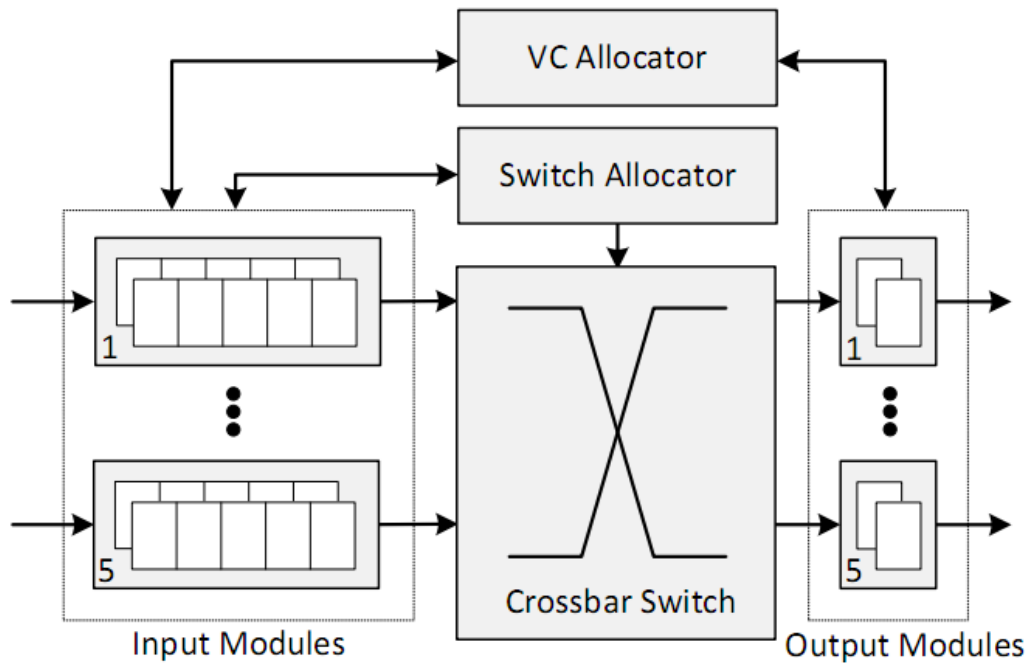 VC Allocator
Switch Allocator
1
1
5
5
Crossbar Switch
Input Modules
Output Modules